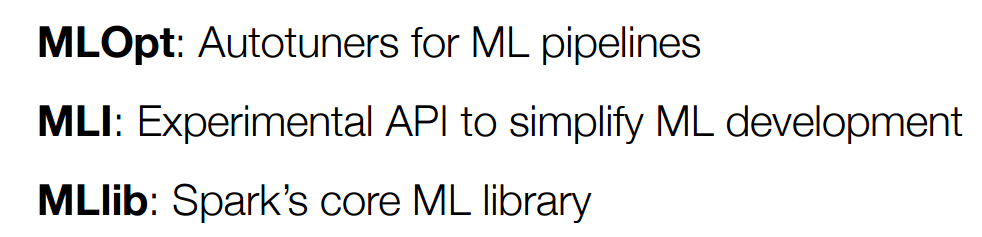 MLOpt: Autotuners for ML pipelines
MLI: Experimental API to simplify ML development
MLlib: Spark’s core ML library